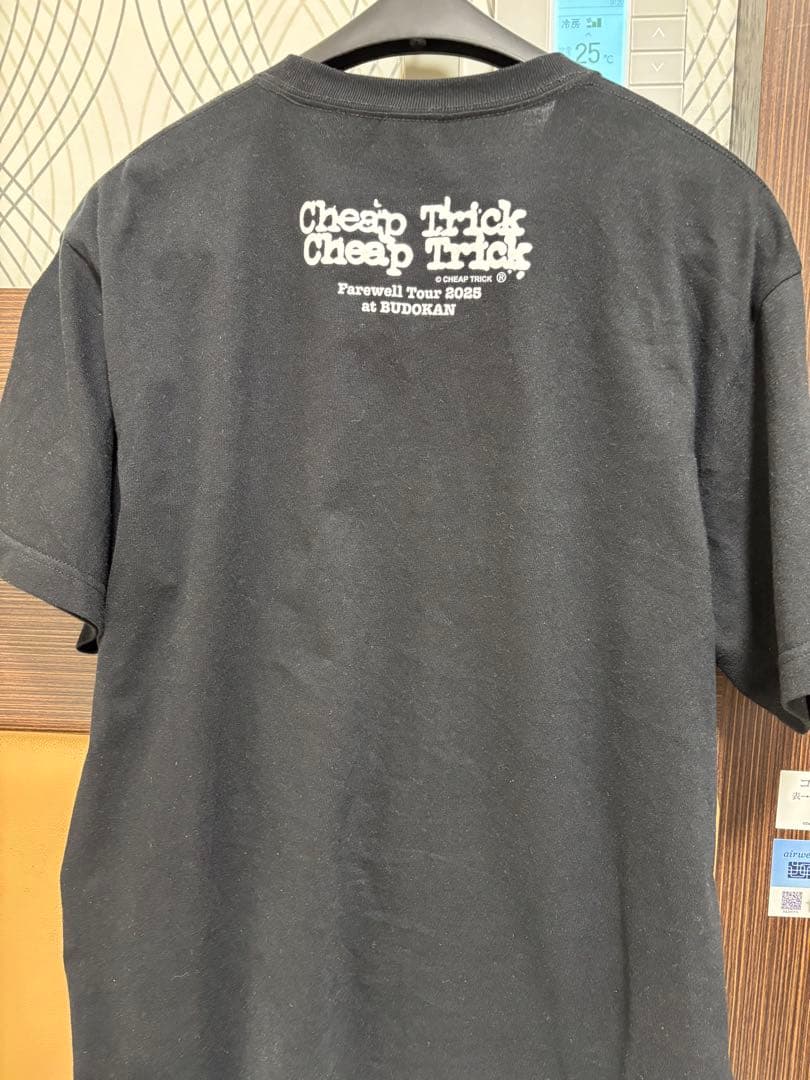 冷房
25℃
Cheap Trick
Cheap Trick
© CHEAP TRICK ®
Farewell Tour 2025
at BUDOKAN